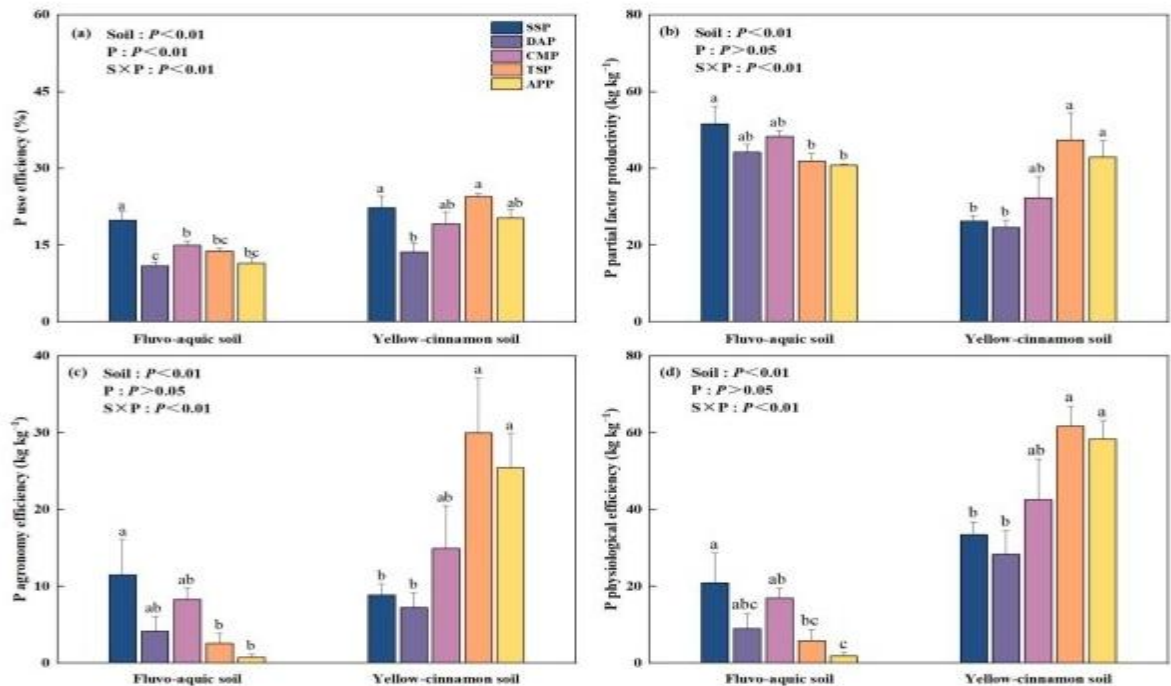 (a) Soil : P<0.01
P : P<0.01
S×P : P<0.01
SSP
DAP
CMP
TSP
APP
P use efficiency (%)
60
45
30
15
0
a
c
b
bc
bc
a
b
ab
a
ab
Fluvo-aquic soil
Yellow-cinnamon soil
(b) Soil : P<0.01
P : P>0.05
S×P : P<0.01
P partial factor productivity (kg kg⁻¹)
80
60
40
20
0
a
ab
ab
b
b
b
b
ab
a
a
Fluvo-aquic soil
Yellow-cinnamon soil
(c) Soil : P<0.01
P : P>0.05
S×P : P<0.01
P agronomy efficiency (kg kg⁻¹)
40
30
20
10
0
a
ab
ab
b
b
b
b
ab
a
a
Fluvo-aquic soil
Yellow-cinnamon soil
(d) Soil : P<0.01
P : P>0.05
S×P : P<0.01
P physiological efficiency (kg kg⁻¹)
80
60
40
20
0
a
abc
ab
bc
c
b
b
ab
a
a
Fluvo-aquic soil
Yellow-cinnamon soil